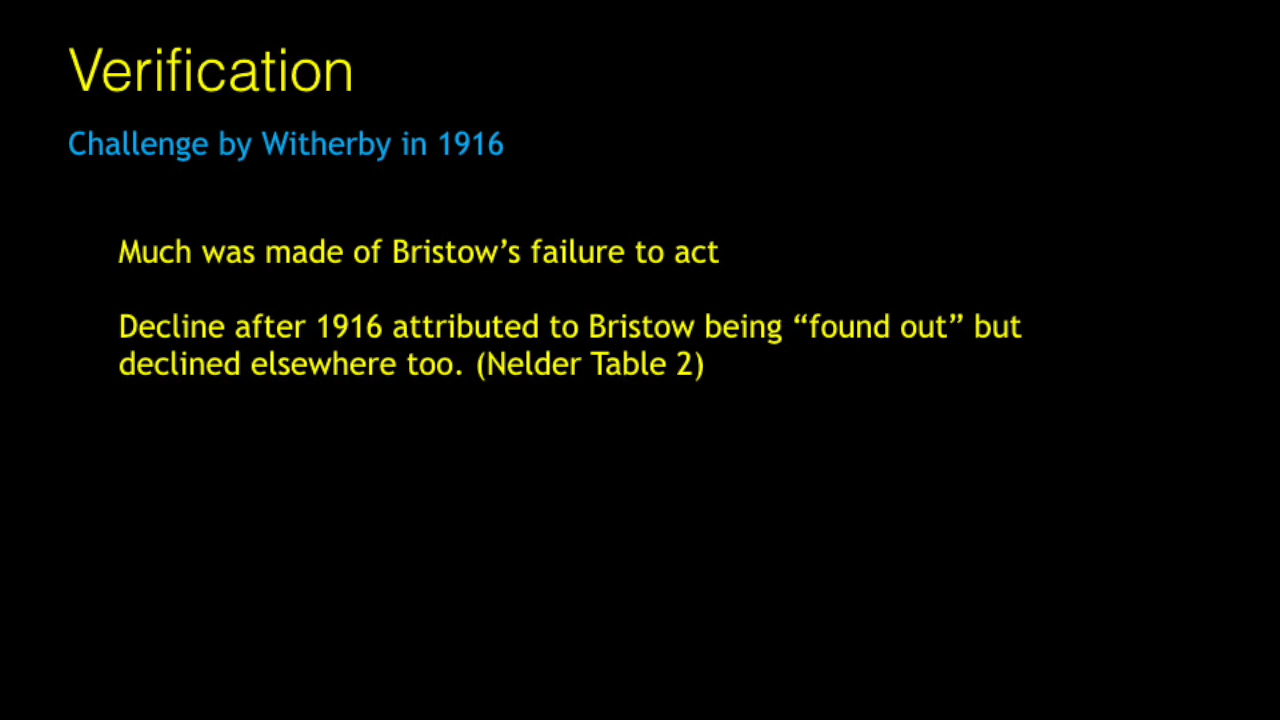 Verification
Challenge by Witherby in 1916
Much was made of Bristow’s failure to act
Decline after 1916 attributed to Bristow being “found out” but
declined elsewhere too. (Nelder Table 2)